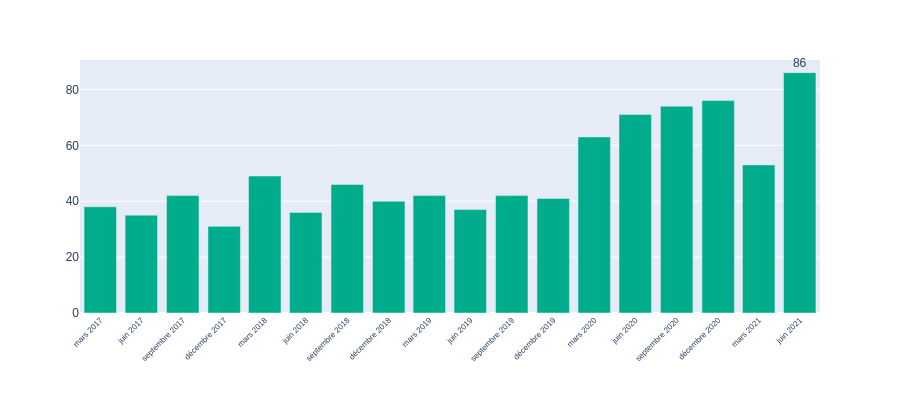 86
80
60
40
20
0
mars 2017
juin 2017
septembre 2017
décembre 2017
mars 2018
juin 2018
septembre 2018
décembre 2018
mars 2019
juin 2019
septembre 2019
décembre 2019
mars 2020
juin 2020
septembre 2020
décembre 2020
mars 2021
juin 2021